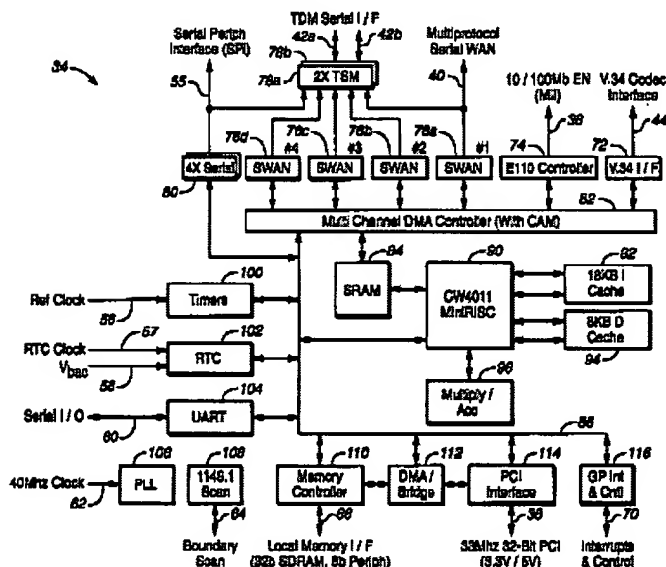 TDM Serial I / F
Serial Periph
Interface (SPI)
78b
42a
42b
Multiprotocol
Serial WAN
34
55
78a
2X TSM
40
10 / 100Mb EN
(MII)
V.34 Codec
Interface
38
44
76d
#4
76c
#3
76b
#2
76a
#1
74
72
4X Serial
SWAN
SWAN
SWAN
SWAN
E110 Controller
V.34 I / F
80
82
Multi Channel DMA Controller (With CAM)
84
90
92
100
SRAM
CW4011
MiniRISC
16KB I
Cache
Ref Clock
Timers
56
8KB D
Cache
RTC Clock
57
102
94
Vbac
58
RTC
96
104
Multiply /
Acc
Serial I / O
UART
60
88
106
108
110
112
114
116
40Mhz Clock
PLL
1149.1
Scan
Memory
Controller
DMA /
Bridge
PCI
Interface
GP Int
& Cntl
62
64
66
36
70
Boundary
Scan
Local Memory I / F
(32b SDRAM, 8b Periph)
33Mhz 32-Bit PCI
(3.3V / 5V)
Interrupts
& Control